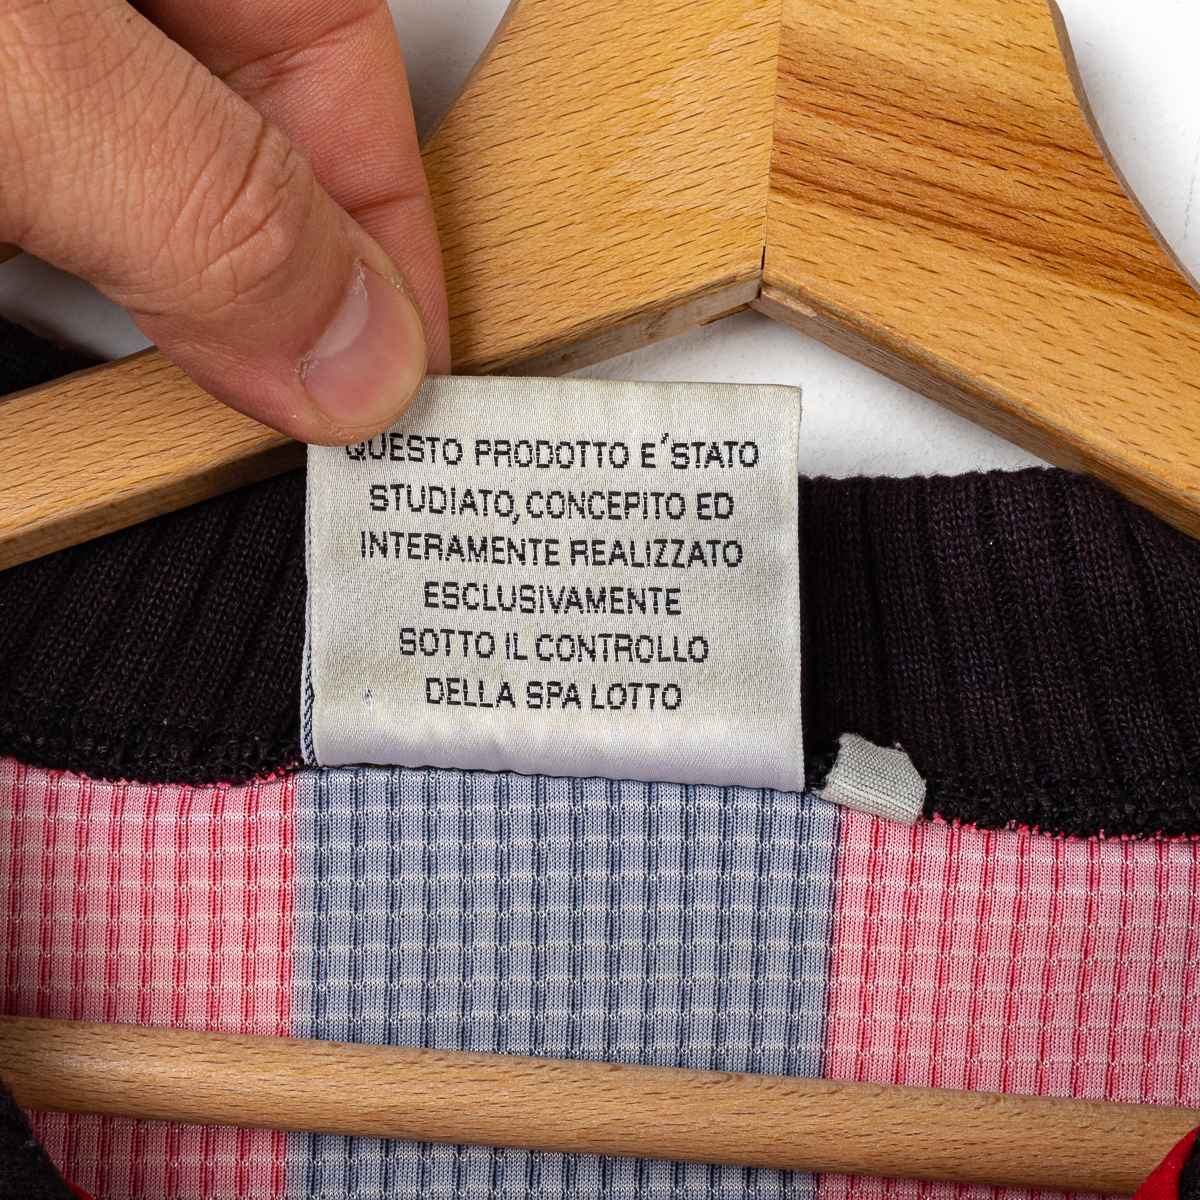 QUESTO PRODOTTO E´STATO
STUDIATO, CONCEPITO ED
INTERAMENTE REALIZZATO
ESCLUSIVAMENTE
SOTTO IL CONTROLLO
DELLA SPA LOTTO